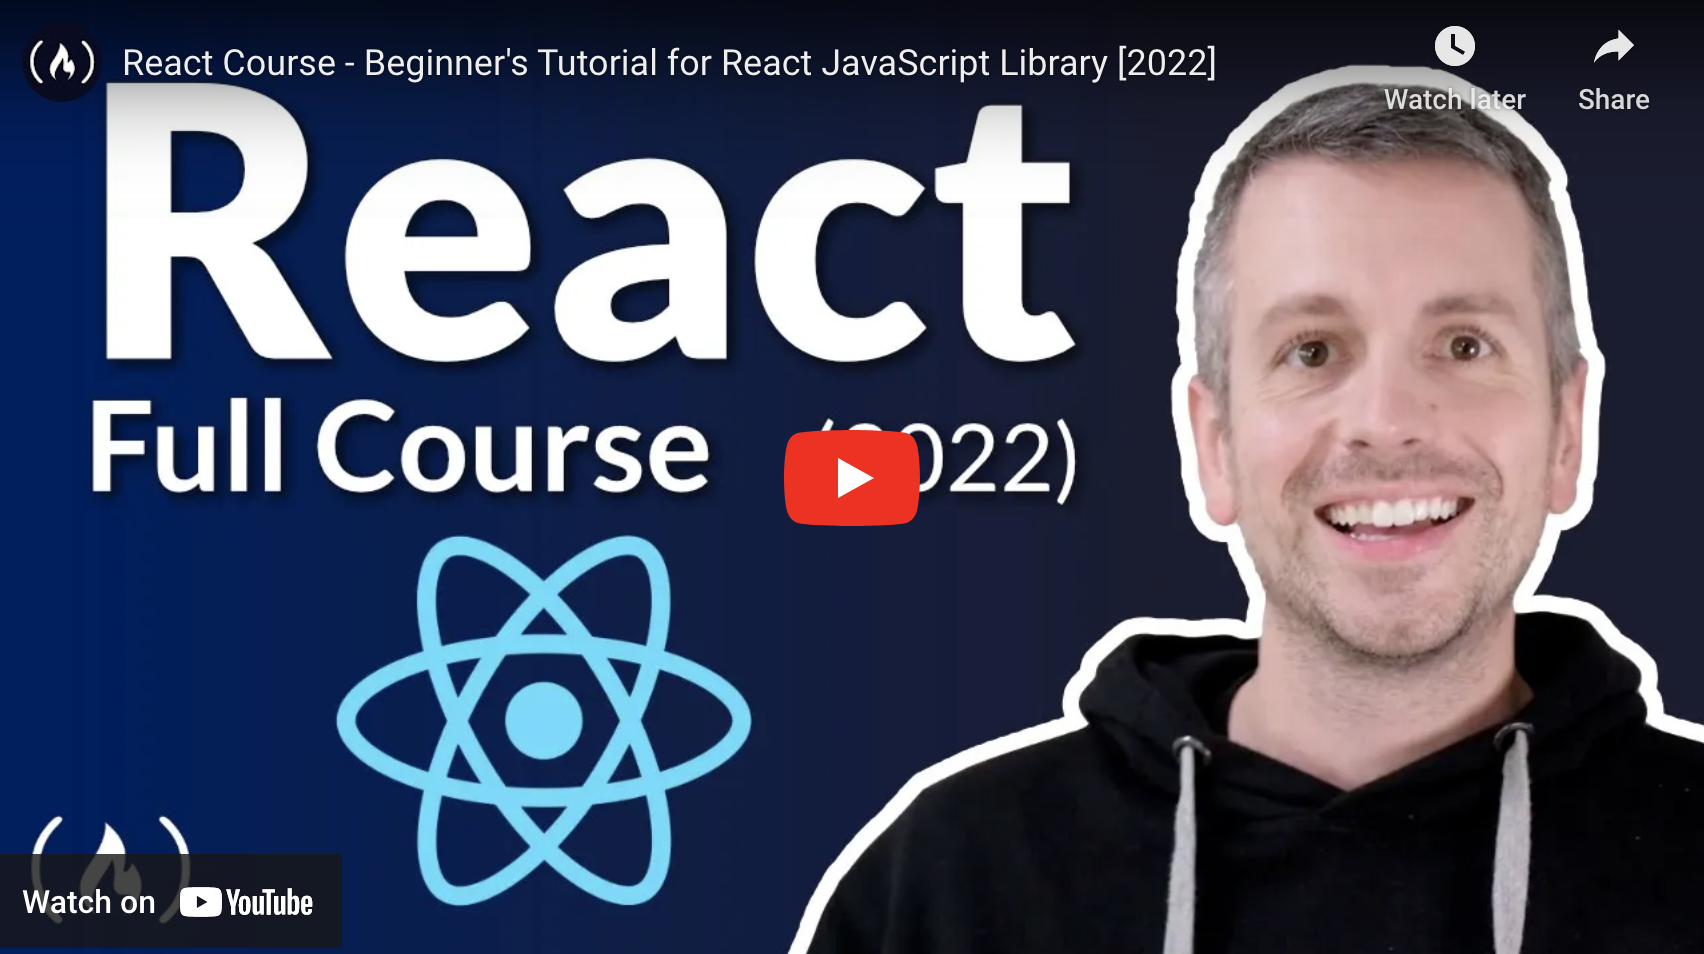 React Course - Beginner's Tutorial for React JavaScript Library [2022]
Watch later
Share
React
Full Course
022)
Watch on YouTube